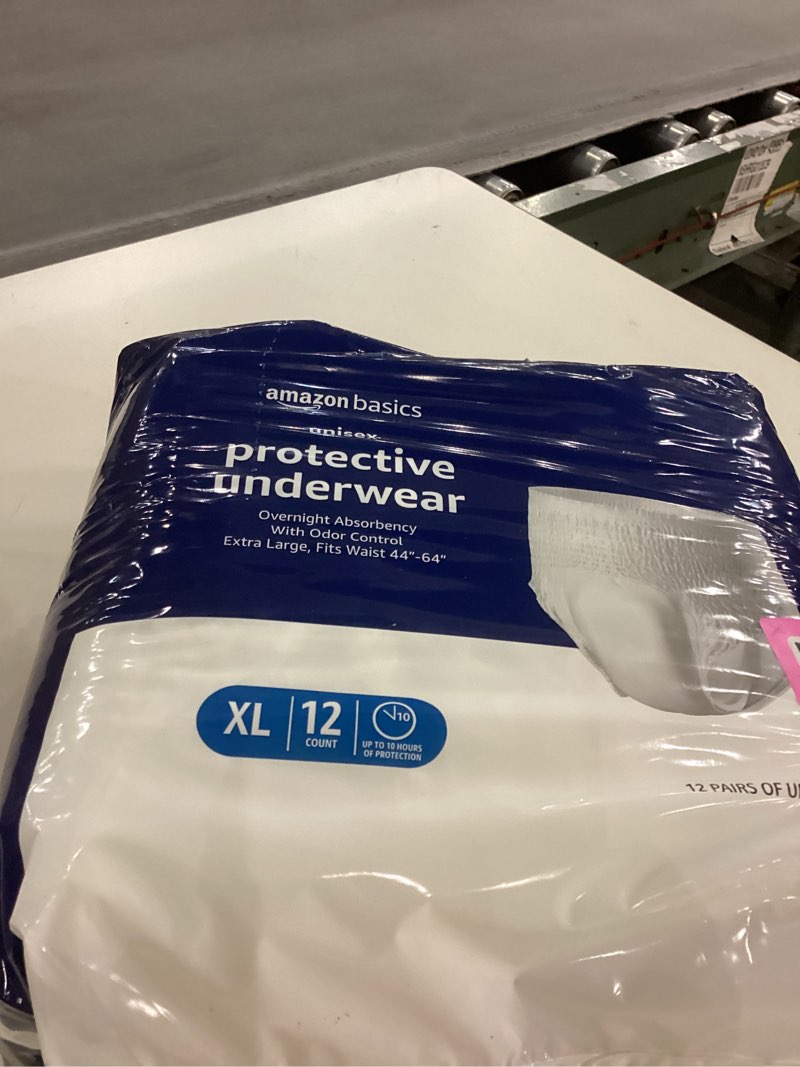 amazon basics
unisex
protective
underwear
Overnight Absorbency
With Odor Control
Extra Large, Fits Waist 44"-64"
XL
12
COUNT
10
UP TO 10 HOURS
OF PROTECTION
12 PAIRS OF